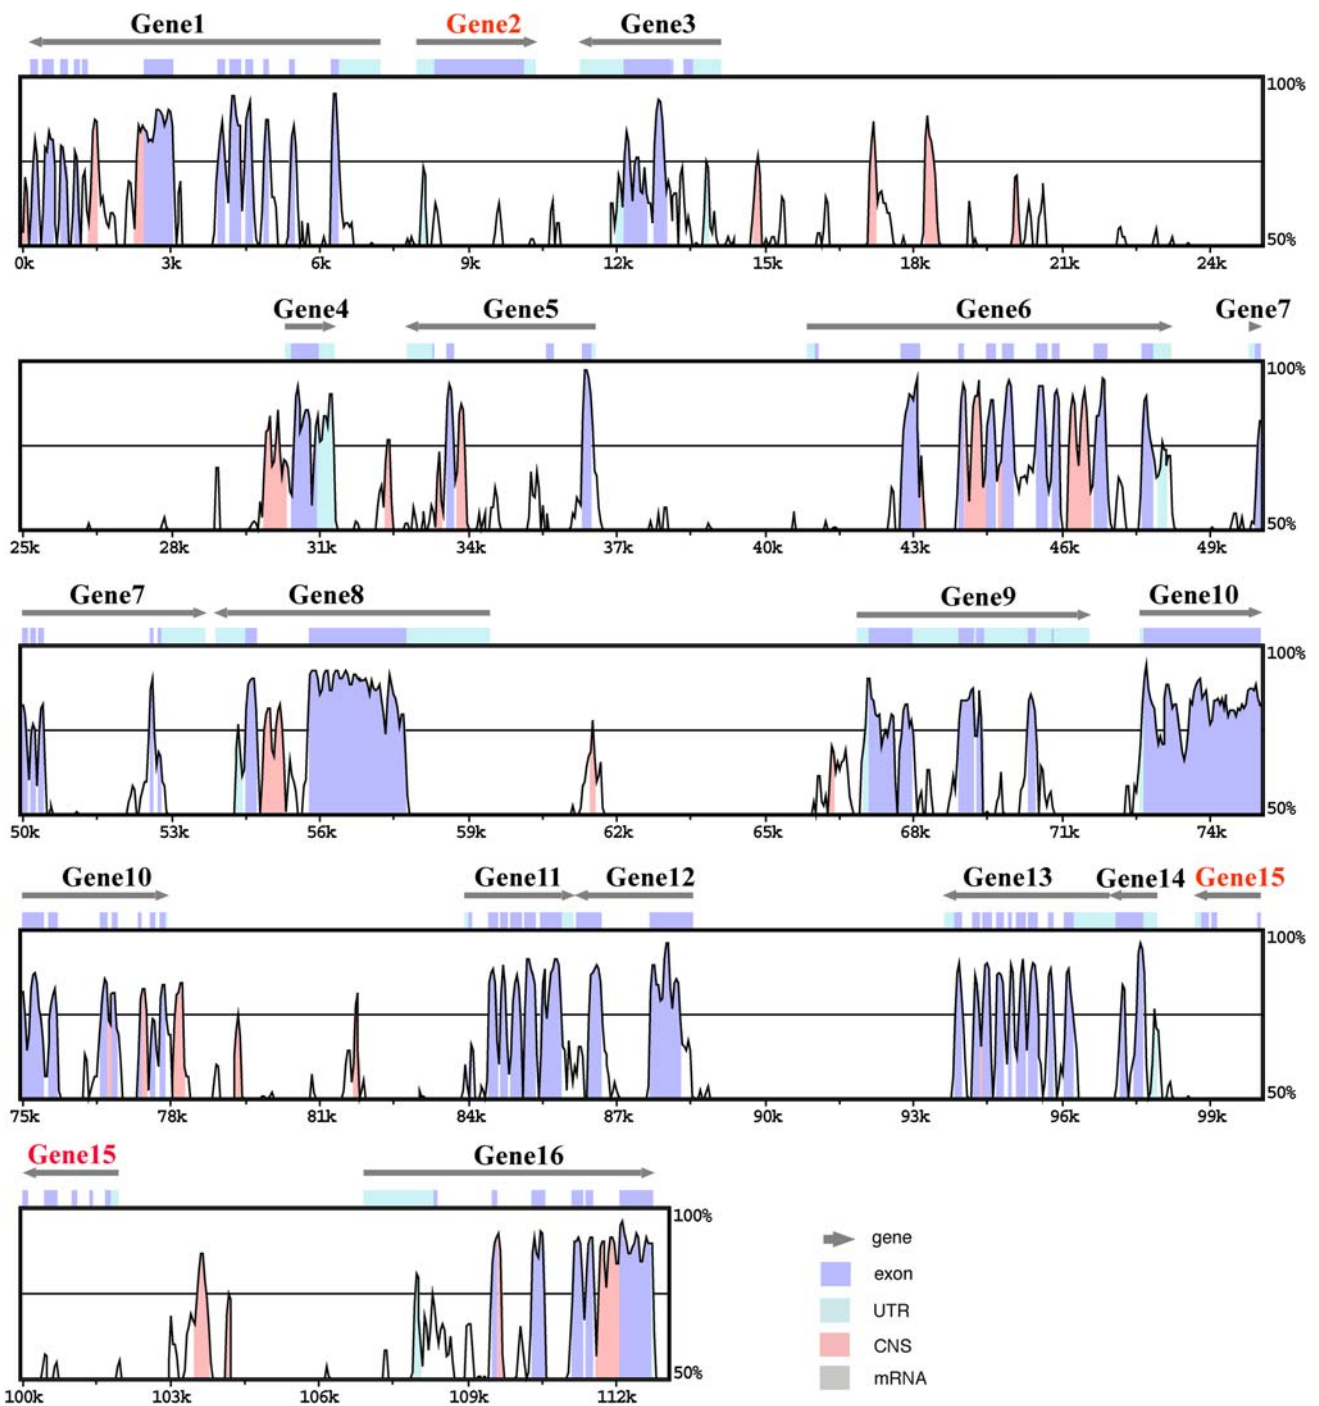 Gene1 Gene2 Gene3
100%
50%
0k 3k 6k 9k 12k 15k 18k 21k 24k
Gene4 Gene5 Gene6 Gene7
100%
50%
25k 28k 31k 34k 37k 40k 43k 46k 49k
Gene7 Gene8 Gene9 Gene10
100%
50%
50k 53k 56k 59k 62k 65k 68k 71k 74k
Gene10 Gene11 Gene12 Gene13 Gene14 Gene15
100%
50%
75k 78k 81k 84k 87k 90k 93k 96k 99k
Gene15 Gene16
100%
50%
100k 103k 106k 109k 112k
gene
exon
UTR
CNS
mRNA